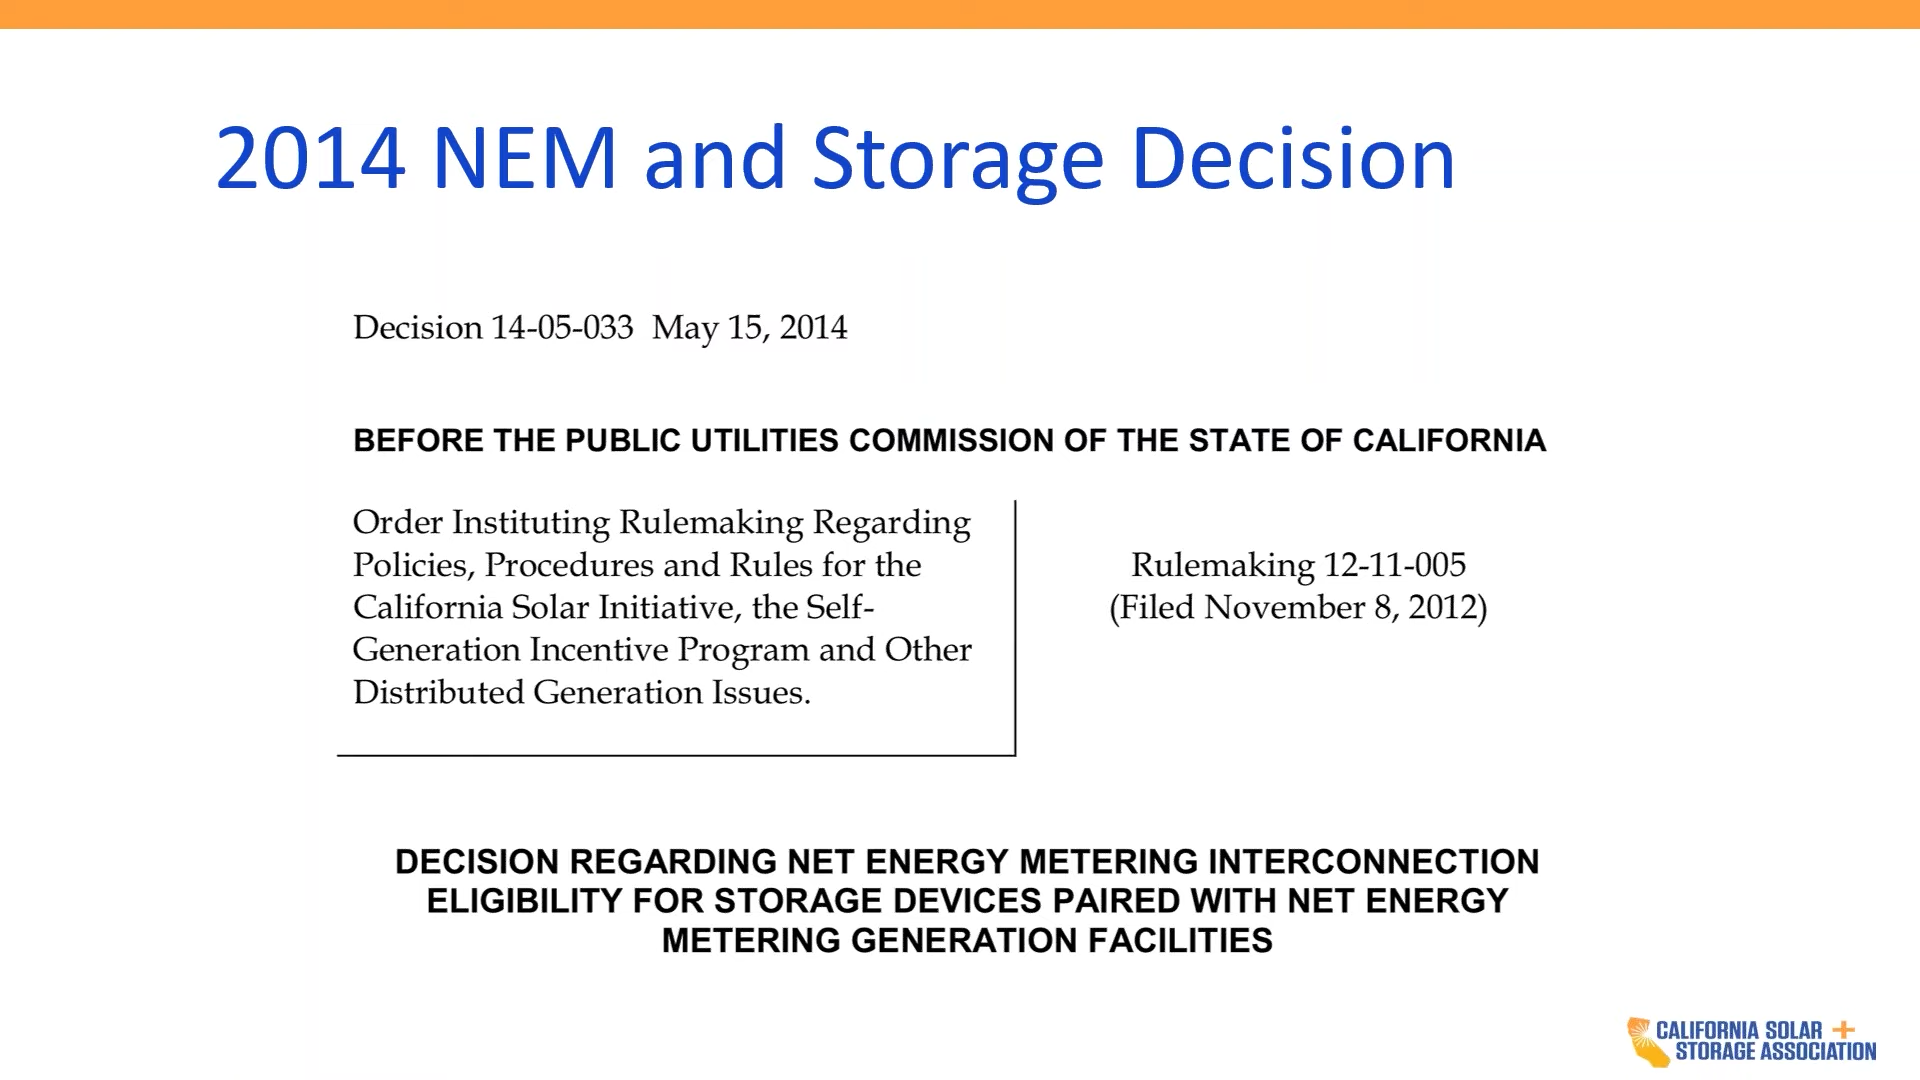 2014 NEM and Storage Decision
Decision 14-05-033 May 15, 2014
BEFORE THE PUBLIC UTILITIES COMMISSION OF THE STATE OF CALIFORNIA
Order Instituting Rulemaking Regarding
Policies, Procedures and Rules for the
California Solar Initiative, the Self-
Generation Incentive Program and Other
Distributed Generation Issues.
Rulemaking 12-11-005
(Filed November 8, 2012)
DECISION REGARDING NET ENERGY METERING INTERCONNECTION
ELIGIBILITY FOR STORAGE DEVICES PAIRED WITH NET ENERGY
METERING GENERATION FACILITIES
CALIFORNIA SOLAR +
STORAGE ASSOCIATION